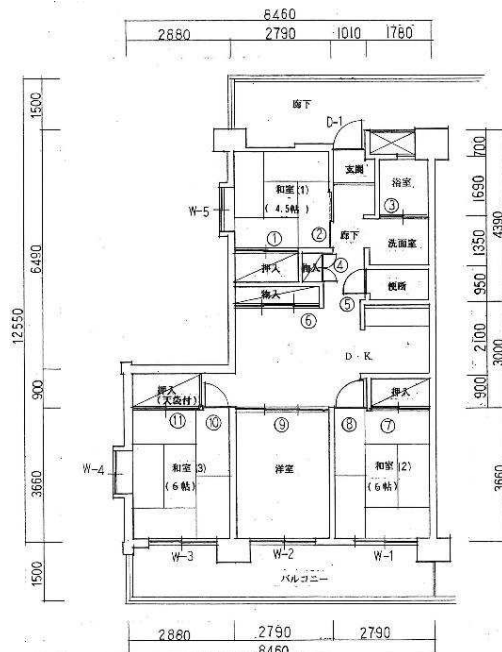 8460
2880
2790
1010
1780
1500
廊下
D-1
700
玄関
浴室
和室(1)
(4.5帖)
1690
③
W-5
②
4390
廊下
洗面室
1350
6490
①
④
押入
物入
便所
950
⑤
物入
⑥
12550
2100
3000
D・K
900
押入
(天袋付)
押入
900
⑪
⑩
⑨
⑧
⑦
W-4
和室(3)
(6帖)
洋室
和室(2)
(6帖)
3660
3660
W-3
W-2
W-1
バルコニー
1500
2880
2790
2790
8460